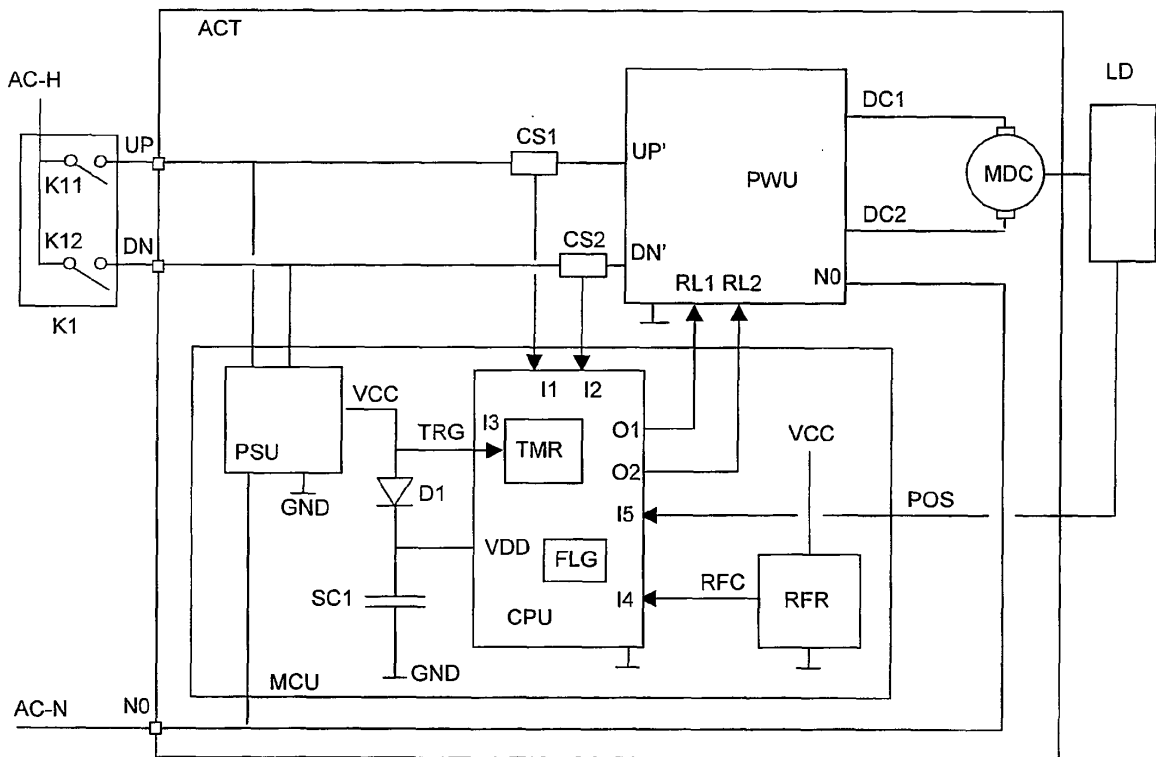 ACT
AC-H
LD
UP
CS1
UP'
PWU
DC1
MDC
K11
K12
DN
CS2
DN'
DC2
RL1 RL2
N0
K1
I1 I2
VCC
I3
TRG
TMR
O1
O2
VCC
PSU
GND
D1
I5
POS
VDD
FLG
SC1
I4
RFC
RFR
CPU
GND
MCU
AC-N
N0